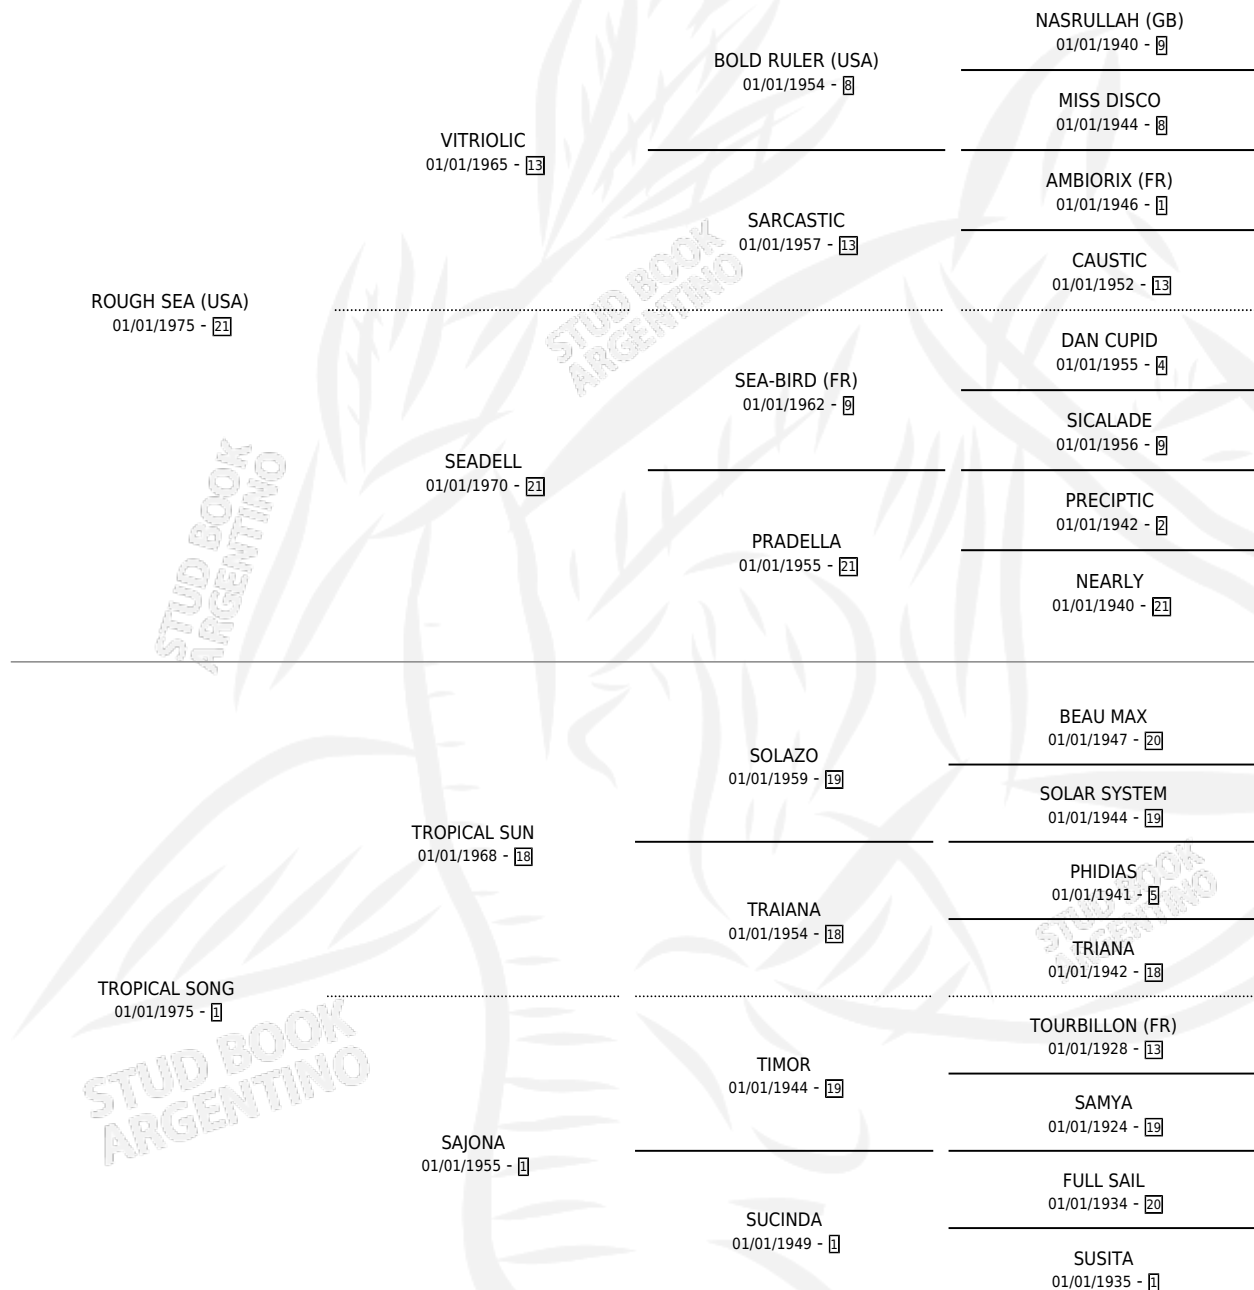 NASRULLAH (GB)
01/01/1940 - 9
BOLD RULER (USA)
01/01/1954 - 8
MISS DISCO
01/01/1944 - 8
VITRIOLIC
01/01/1965 - 13
AMBIORIX (FR)
01/01/1946 - 1
SARCASTIC
01/01/1957 - 13
CAUSTIC
01/01/1952 - 13
ROUGH SEA (USA)
01/01/1975 - 21
DAN CUPID
01/01/1955 - 4
SEA-BIRD (FR)
01/01/1962 - 9
SICALADE
01/01/1956 - 9
SEADELL
01/01/1970 - 21
PRECIPTIC
01/01/1942 - 2
PRADELLA
01/01/1955 - 21
NEARLY
01/01/1940 - 21
BEAU MAX
01/01/1947 - 20
SOLAZO
01/01/1959 - 19
SOLAR SYSTEM
01/01/1944 - 19
TROPICAL SUN
01/01/1968 - 18
PHIDIAS
01/01/1941 - 5
TRAIANA
01/01/1954 - 18
TRIANA
01/01/1942 - 18
TROPICAL SONG
01/01/1975 - 1
TOURBILLON (FR)
01/01/1928 - 13
TIMOR
01/01/1944 - 19
SAMYA
01/01/1924 - 19
SAJONA
01/01/1955 - 1
FULL SAIL
01/01/1934 - 20
SUCINDA
01/01/1949 - 1
SUSITA
01/01/1935 - 1
STUD BOOK
ARGENTINO
STUD BOOK
ARGENTINO
STUD BOOK
ARGENTINO
STUD BOOK
ARGENTINO